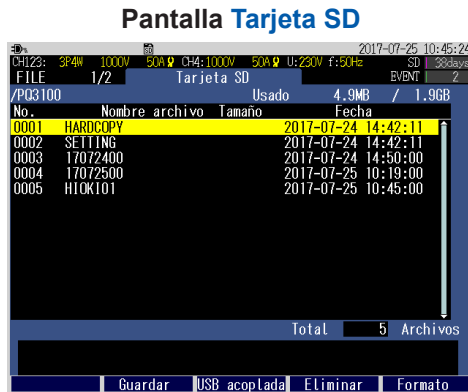 Pantalla Tarjeta SD
2017-07-25 10:45:24
CH123: 3P4W 1000V 50A CH4:1000V 50A U:230V f:50Hz SD 38days
FILE 1/2 Tarjeta SD EVENT 2
/PQ3100 Usado 4.9MB / 1.9GB
No. Nombre archivo Tamaño Fecha
0001 HARDCOPY 2017-07-24 14:42:11
0002 SETTING 2017-07-24 14:42:11
0003 17072400 2017-07-24 14:50:00
0004 17072500 2017-07-25 10:19:00
0005 HIOKI01 2017-07-25 10:45:00
Total 5 Archivos
Guardar USB acoplada Eliminar Formato